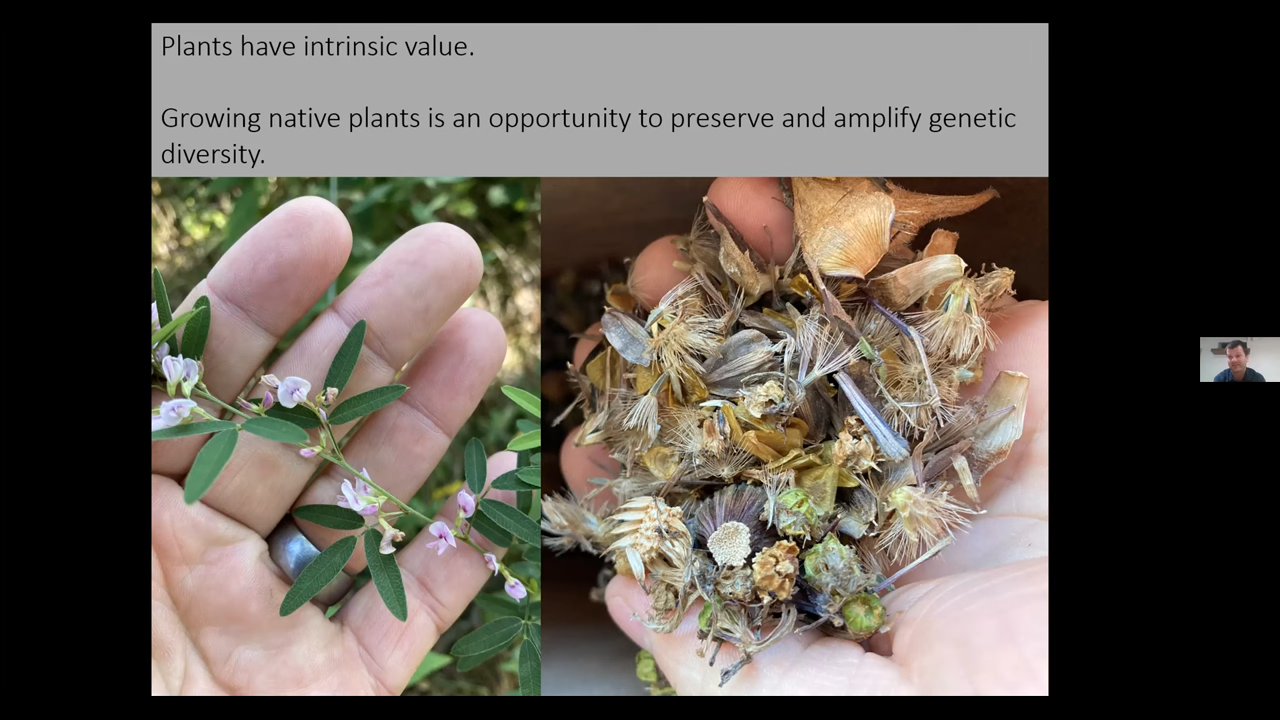 Plants have intrinsic value.
Growing native plants is an opportunity to preserve and amplify genetic
diversity.